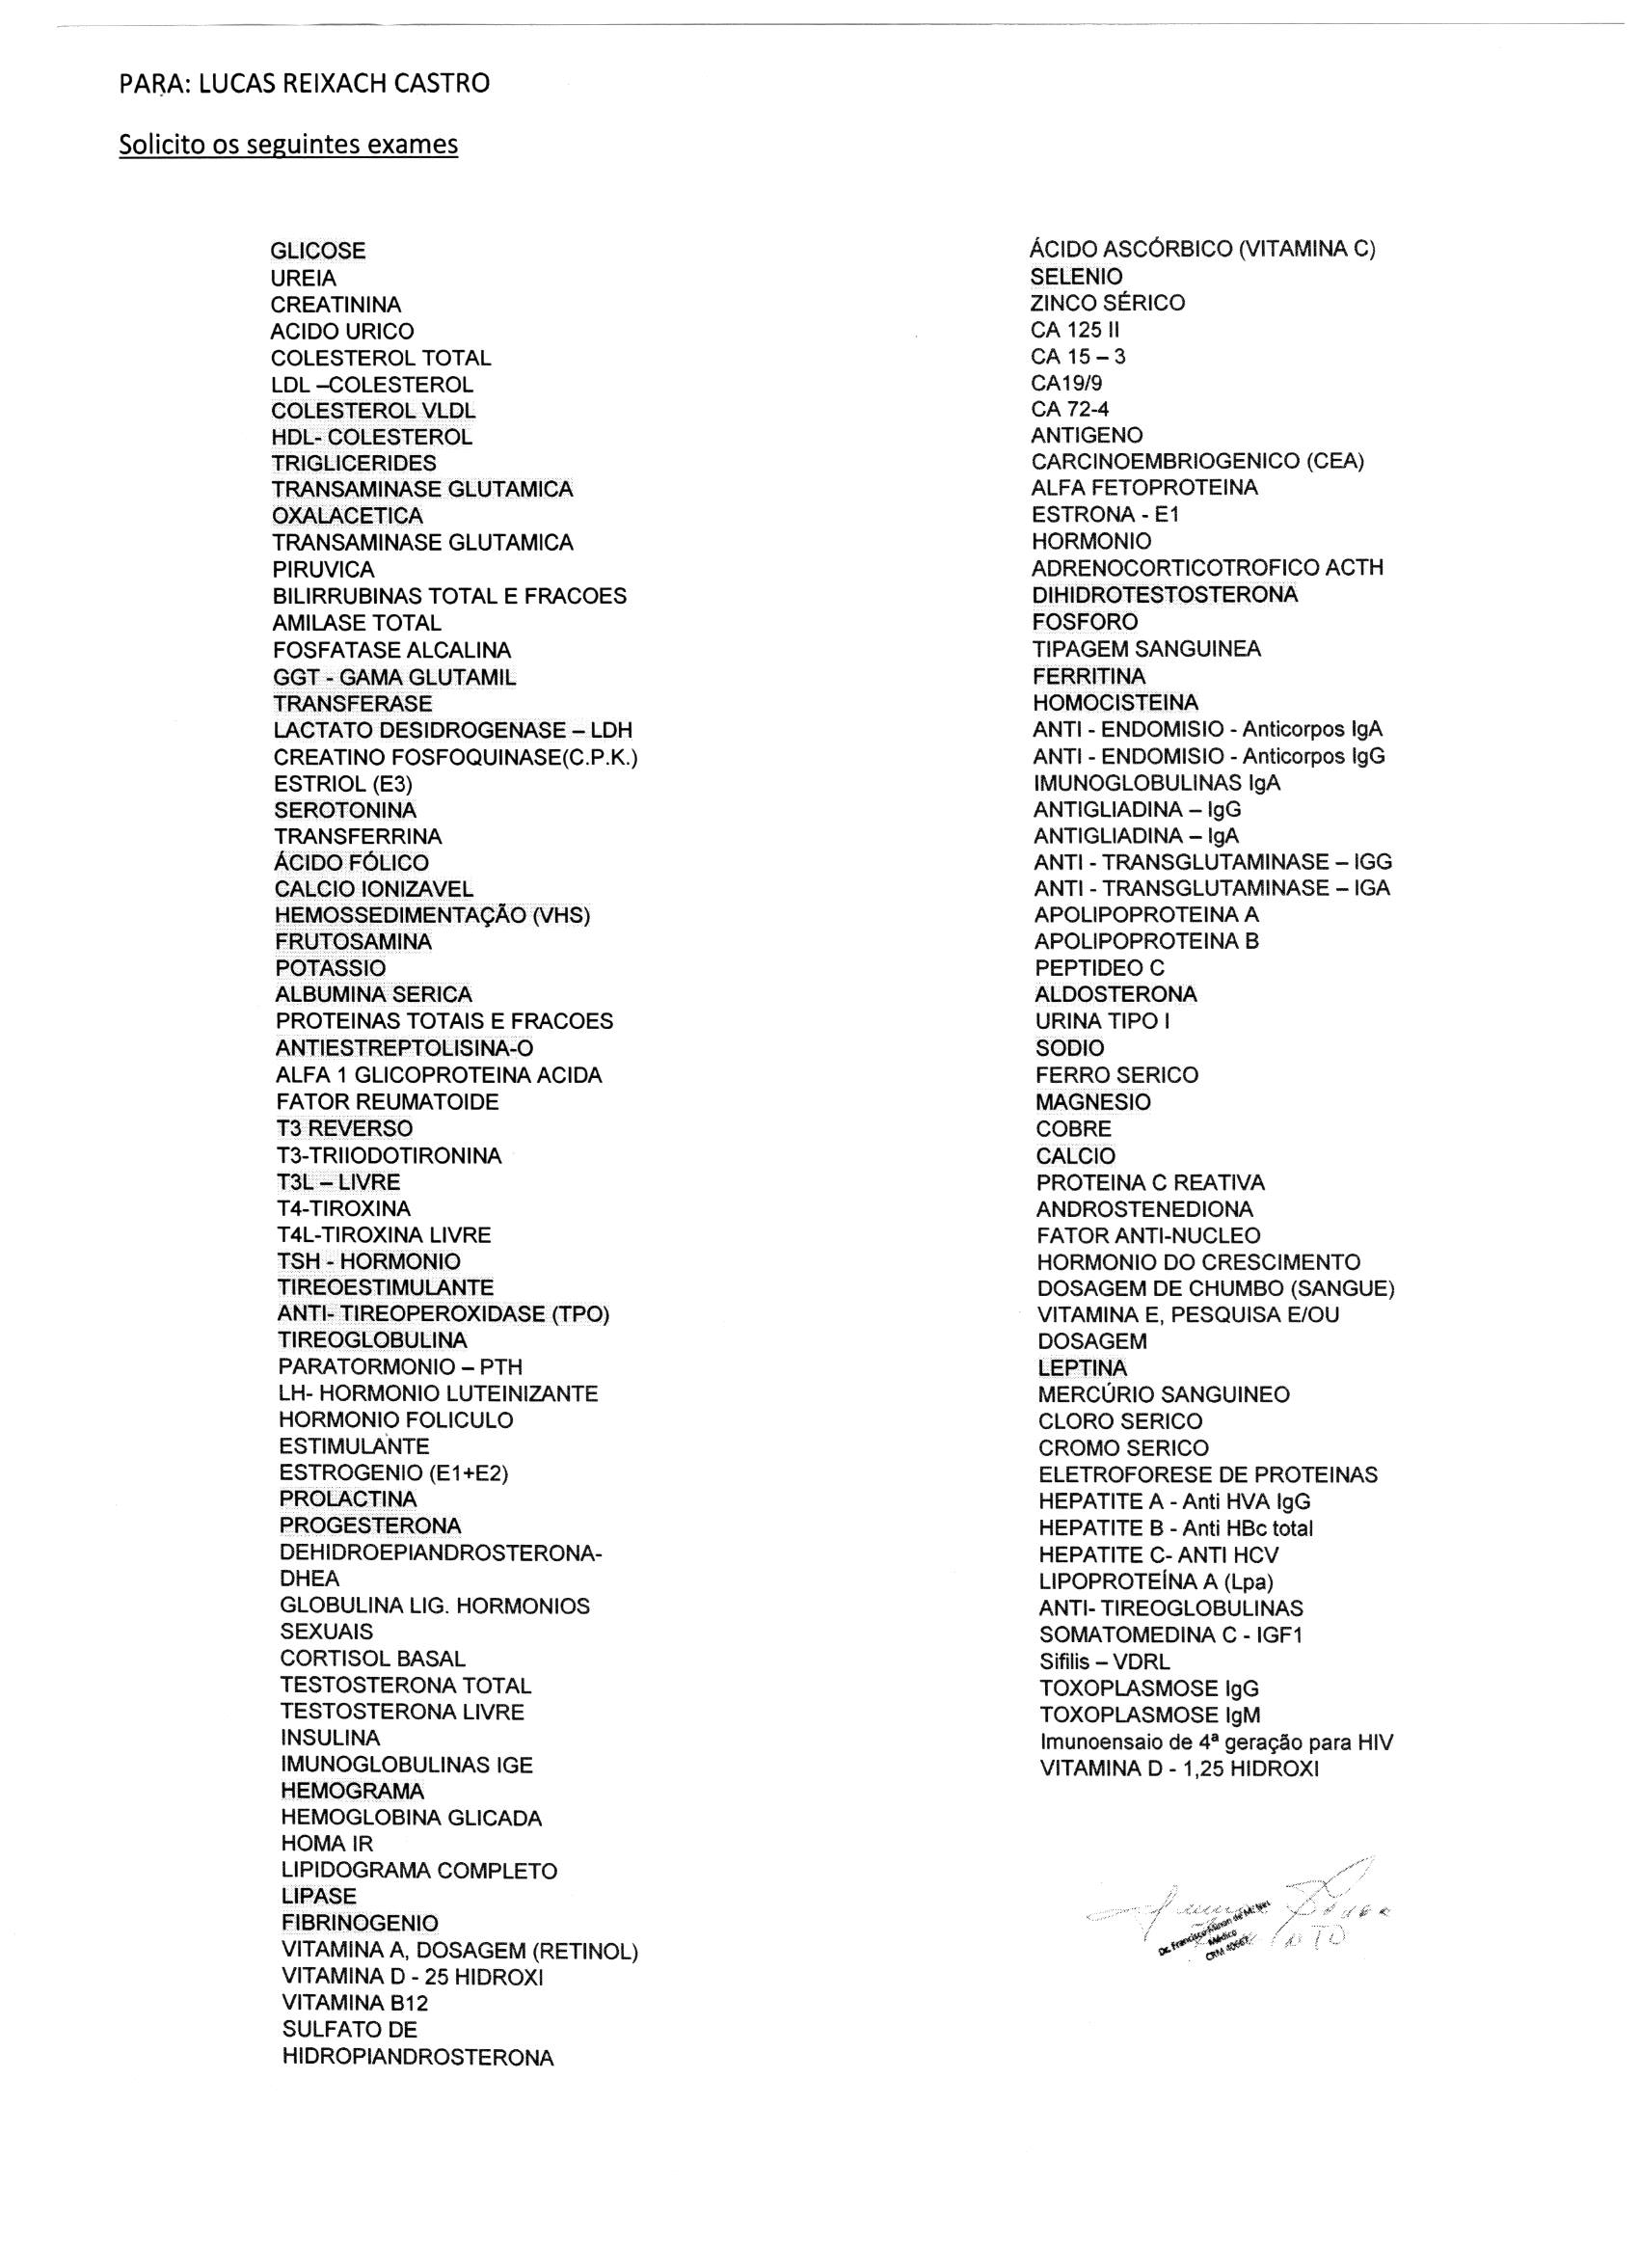 PARA: LUCAS REIXACH CASTRO
Solicito os seguintes exames
GLICOSE
UREIA
CREATININA
ACIDO URICO
COLESTEROL TOTAL
LDL –COLESTEROL
COLESTEROL VLDL
HDL- COLESTEROL
TRIGLICERIDES
TRANSAMINASE GLUTAMICA
OXALACETICA
TRANSAMINASE GLUTAMICA
PIRUVICA
BILIRRUBINAS TOTAL E FRACOES
AMILASE TOTAL
FOSFATASE ALCALINA
GGT - GAMA GLUTAMIL
TRANSFERASE
LACTATO DESIDROGENASE – LDH
CREATINO FOSFOQUINASE(C.P.K.)
ESTRIOL (E3)
SEROTONINA
TRANSFERRINA
ÁCIDO FÓLICO
CALCIO IONIZAVEL
HEMOSSEDIMENTAÇÃO (VHS)
FRUTOSAMINA
POTASSIO
ALBUMINA SERICA
PROTEINAS TOTAIS E FRACOES
ANTIESTREPTOLISINA-O
ALFA 1 GLICOPROTEINA ACIDA
FATOR REUMATOIDE
T3 REVERSO
T3-TRIIODOTIRONINA
T3L – LIVRE
T4-TIROXINA
T4L-TIROXINA LIVRE
TSH - HORMONIO
TIREOESTIMULANTE
ANTI- TIREOPEROXIDASE (TPO)
TIREOGLOBULINA
PARATORMONIO – PTH
LH- HORMONIO LUTEINIZANTE
HORMONIO FOLICULO
ESTIMULANTE
ESTROGENIO (E1+E2)
PROLACTINA
PROGESTERONA
DEHIDROEPIANDROSTERONA-
DHEA
GLOBULINA LIG. HORMONIOS
SEXUAIS
CORTISOL BASAL
TESTOSTERONA TOTAL
TESTOSTERONA LIVRE
INSULINA
IMUNOGLOBULINAS IGE
HEMOGRAMA
HEMOGLOBINA GLICADA
HOMA IR
LIPIDOGRAMA COMPLETO
LIPASE
FIBRINOGENIO
VITAMINA A, DOSAGEM (RETINOL)
VITAMINA D - 25 HIDROXI
VITAMINA B12
SULFATO DE
HIDROPIANDROSTERONA
ÁCIDO ASCÓRBICO (VITAMINA C)
SELENIO
ZINCO SÉRICO
CA 125 II
CA 15 – 3
CA19/9
CA 72-4
ANTIGENO
CARCINOEMBRIOGENICO (CEA)
ALFA FETOPROTEINA
ESTRONA - E1
HORMONIO
ADRENOCORTICOTROFICO ACTH
DIHIDROTESTOSTERONA
FOSFORO
TIPAGEM SANGUINEA
FERRITINA
HOMOCISTEINA
ANTI - ENDOMISIO - Anticorpos IgA
ANTI - ENDOMISIO - Anticorpos IgG
IMUNOGLOBULINAS IgA
ANTIGLIADINA – IgG
ANTIGLIADINA – IgA
ANTI - TRANSGLUTAMINASE – IGG
ANTI - TRANSGLUTAMINASE – IGA
APOLIPOPROTEINA A
APOLIPOPROTEINA B
PEPTIDEO C
ALDOSTERONA
URINA TIPO I
SODIO
FERRO SERICO
MAGNESIO
COBRE
CALCIO
PROTEINA C REATIVA
ANDROSTENEDIONA
FATOR ANTI-NUCLEO
HORMONIO DO CRESCIMENTO
DOSAGEM DE CHUMBO (SANGUE)
VITAMINA E, PESQUISA E/OU
DOSAGEM
LEPTINA
MERCÚRIO SANGUINEO
CLORO SERICO
CROMO SERICO
ELETROFORESE DE PROTEINAS
HEPATITE A - Anti HVA IgG
HEPATITE B - Anti HBc total
HEPATITE C- ANTI HCV
LIPOPROTEÍNA A (Lpa)
ANTI- TIREOGLOBULINAS
SOMATOMEDINA C - IGF1
Sifilis – VDRL
TOXOPLASMOSE IgG
TOXOPLASMOSE IgM
Imunoensaio de 4ª geração para HIV
VITAMINA D - 1,25 HIDROXI
Dr. Francisco
Médico
CRM